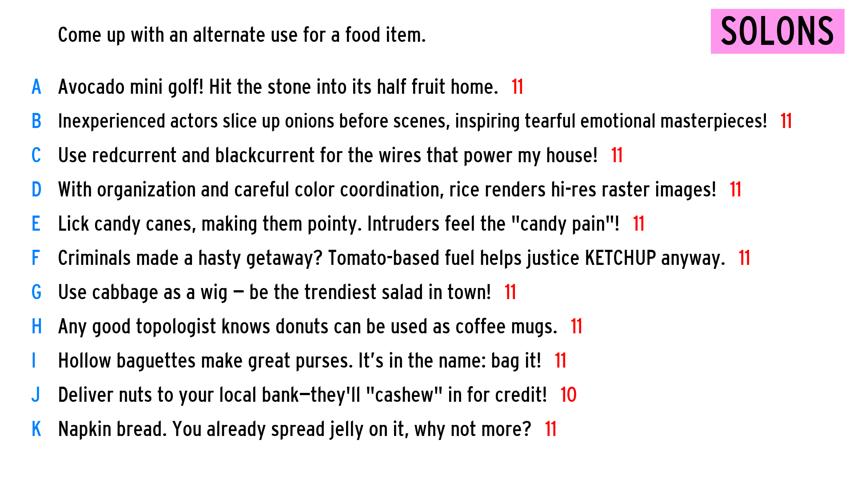 Come up with an alternate use for a food item.
SOLONS
A Avocado mini golf! Hit the stone into its half fruit home. 11
B Inexperienced actors slice up onions before scenes, inspiring tearful emotional masterpieces! 11
C Use redcurrent and blackcurrent for the wires that power my house! 11
D With organization and careful color coordination, rice renders hi-res raster images! 11
E Lick candy canes, making them pointy. Intruders feel the "candy pain"! 11
F Criminals made a hasty getaway? Tomato-based fuel helps justice KETCHUP anyway. 11
G Use cabbage as a wig — be the trendiest salad in town! 11
H Any good topologist knows donuts can be used as coffee mugs. 11
I Hollow baguettes make great purses. It's in the name: bag it! 11
J Deliver nuts to your local bank—they'll "cashew" in for credit! 10
K Napkin bread. You already spread jelly on it, why not more? 11